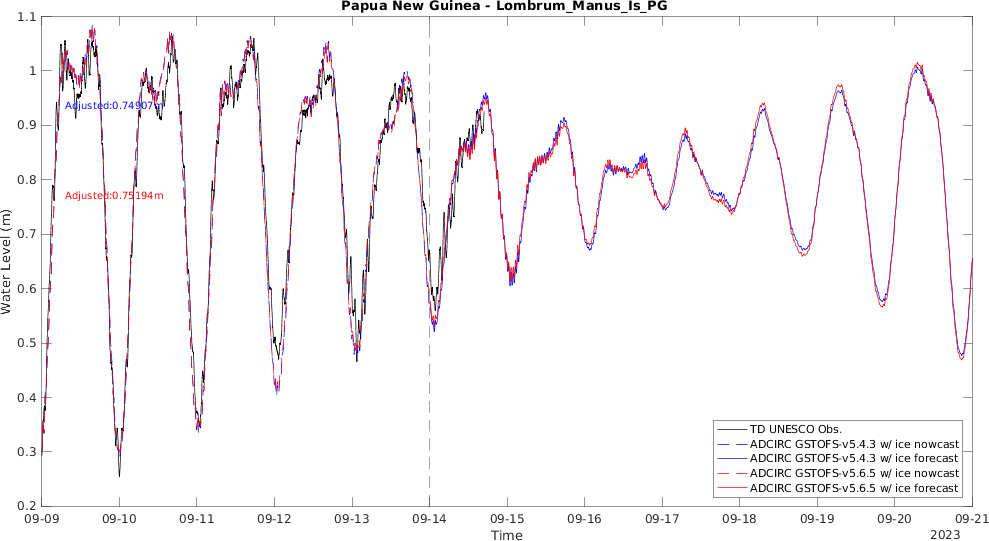 Papua New Guinea - Lombrum_Manus_Is_PG
1.1
1
0.9
0.8
0.7
0.6
0.5
0.4
0.3
0.2
Water Level (m)
Adjusted:0.74907m
Adjusted:0.75194m
TD UNESCO Obs.
ADCIRC GSTOFS-v5.4.3 w/ ice nowcast
ADCIRC GSTOFS-v5.4.3 w/ ice forecast
ADCIRC GSTOFS-v5.6.5 w/ ice nowcast
ADCIRC GSTOFS-v5.6.5 w/ ice forecast
09-09 09-10 09-11 09-12 09-13 09-14 09-15 09-16 09-17 09-18 09-19 09-20 09-21
Time
2023